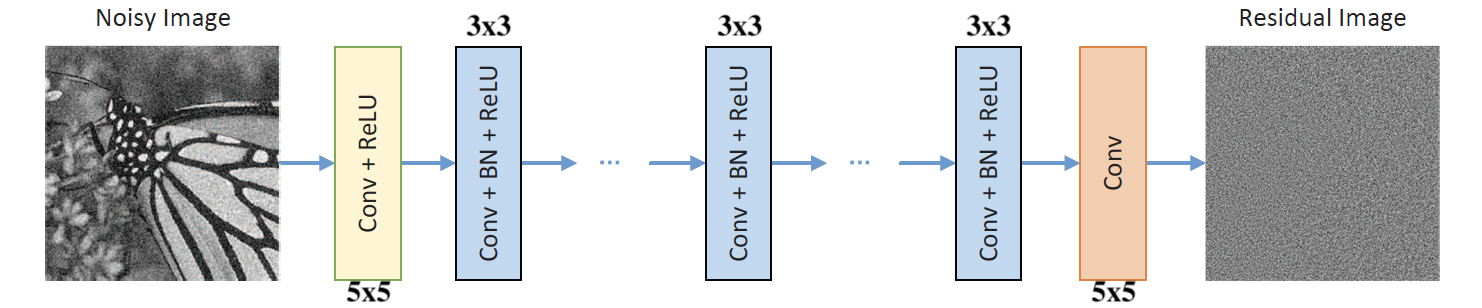 Noisy Image
3x3
3x3
3x3
Residual Image
Conv + ReLU
Conv + BN + ReLU
...
Conv + BN + ReLU
...
Conv + BN + ReLU
Conv
5x5
5x5